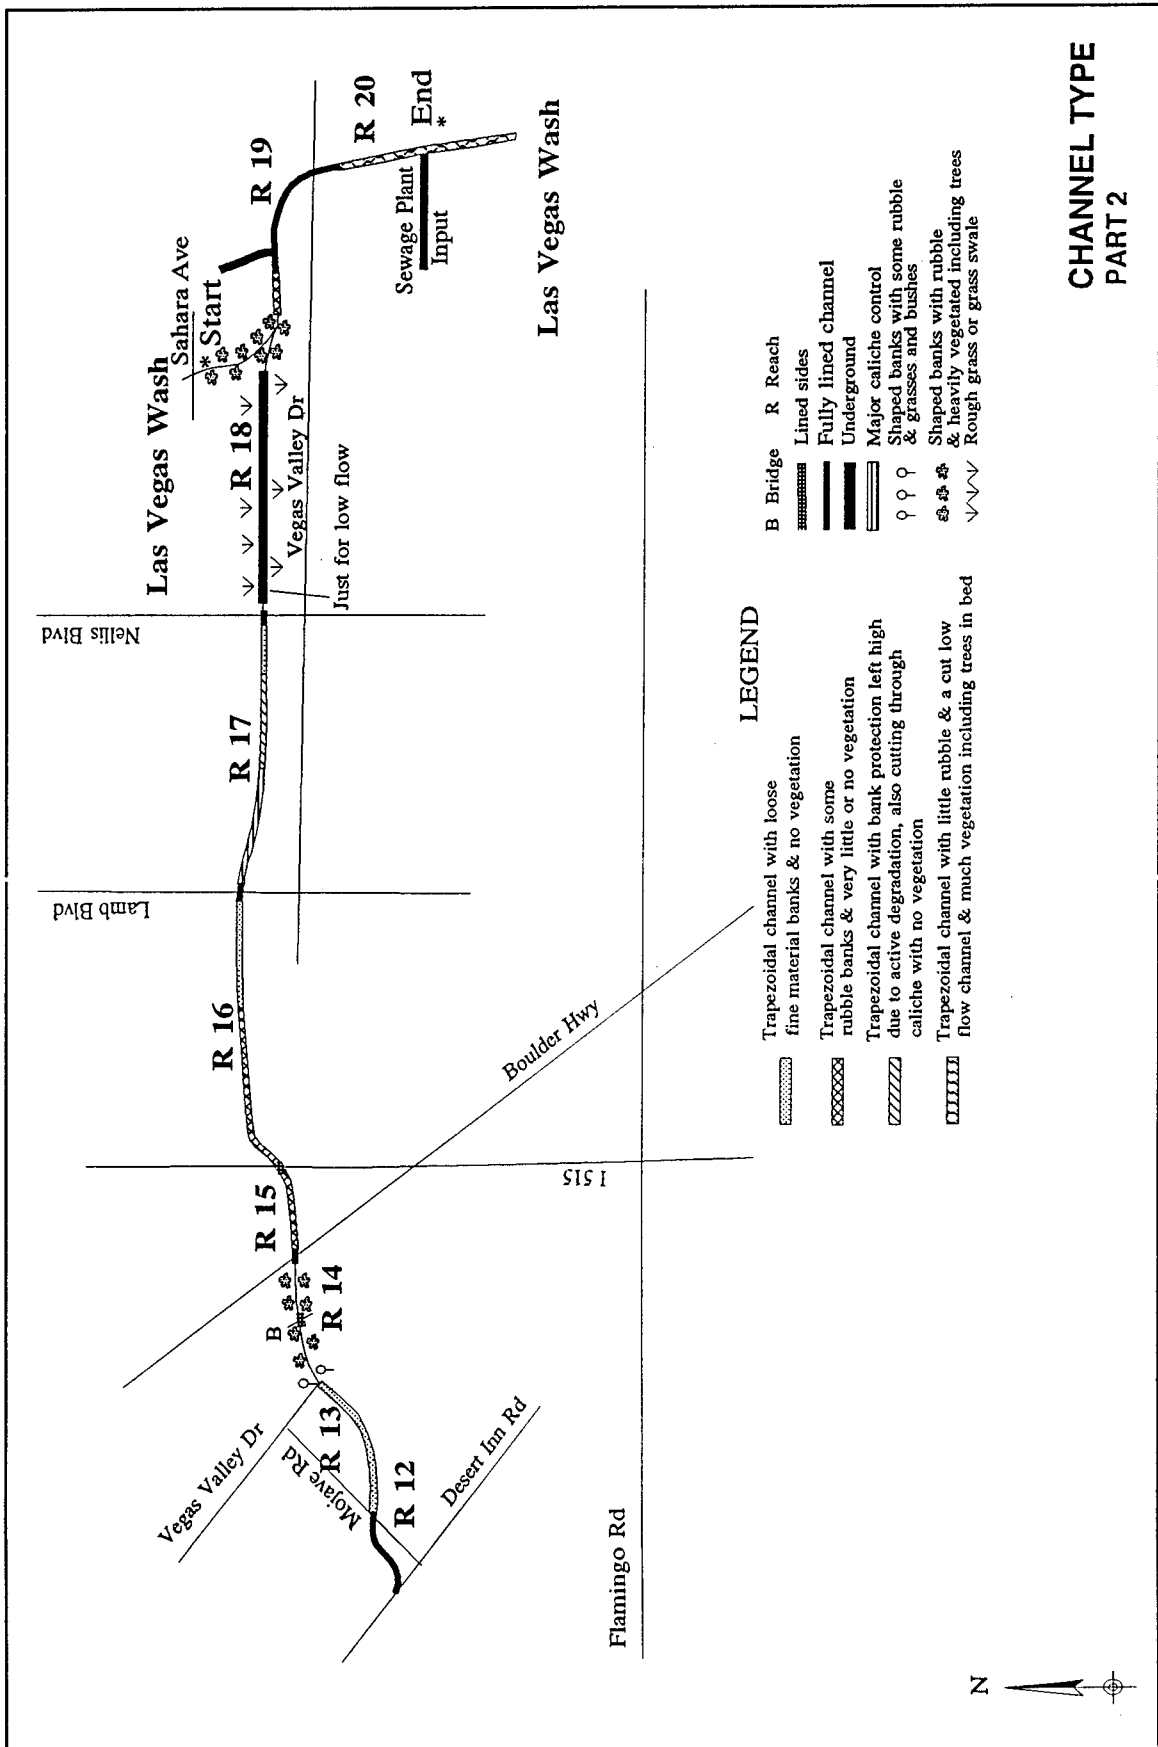 Las Vegas Wash
Sahara Ave
* Start
R 19
R 20
End
*
Sewage Plant
Input
Las Vegas Wash
R 18
Vegas Valley Dr
Just for low flow
Nellis Blvd
R 17
Lamb Blvd
R 16
Boulder Hwy
I 515
R 15
R 14
B
Vegas Valley Dr
R 13
Mojave Rd
R 12
Desert Inn Rd
Flamingo Rd
LEGEND
Trapezoidal channel with loose
fine material banks & no vegetation
Trapezoidal channel with some
rubble banks & very little or no vegetation
Trapezoidal channel with bank protection left high
due to active degradation, also cutting through
caliche with no vegetation
Trapezoidal channel with little rubble & a cut low
flow channel & much vegetation including trees in bed
B Bridge R Reach
Lined sides
Fully lined channel
Underground
Major caliche control
Shaped banks with some rubble
& grasses and bushes
Shaped banks with rubble
& heavily vegetated including trees
Rough grass or grass swale
N
CHANNEL TYPE
PART 2